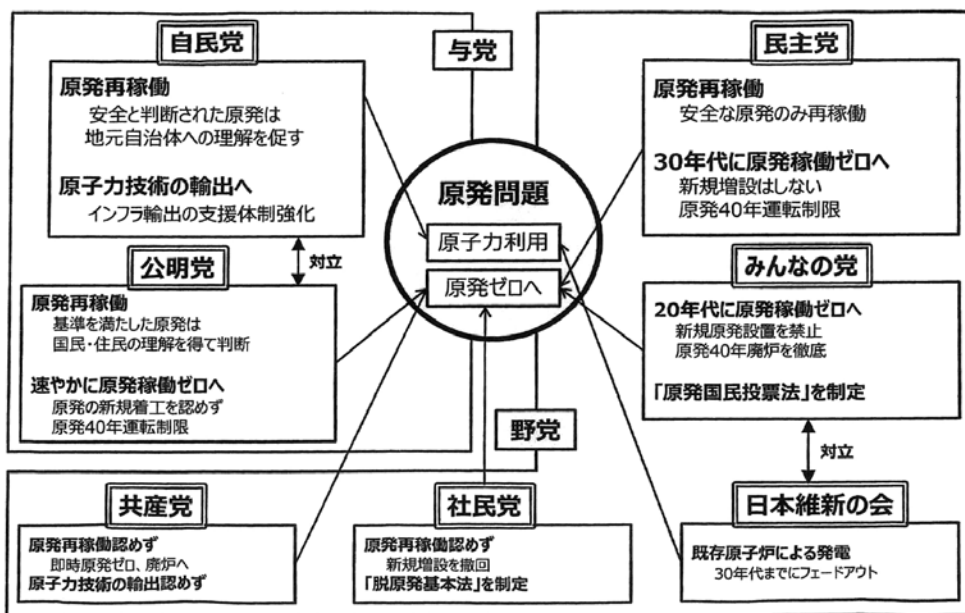 与党
自民党
原発再稼働
安全と判断された原発は
地元自治体への理解を促す
原子力技術の輸出へ
インフラ輸出の支援体制強化
対立
公明党
原発再稼働
基準を満たした原発は
国民・住民の理解を得て判断
速やかに原発稼働ゼロへ
原発の新規着工を認めず
原発40年運転制限
原発問題
原子力利用
原発ゼロへ
野党
民主党
原発再稼働
安全な原発のみ再稼働
30年代に原発稼働ゼロへ
新規増設はしない
原発40年運転制限
みんなの党
20年代に原発稼働ゼロへ
新規原発設置を禁止
原発40年廃炉を徹底
「原発国民投票法」を制定
対立
日本維新の会
既存原子炉による発電
30年代までにフェードアウト
共産党
原発再稼働認めず
即時原発ゼロ、廃炉へ
原子力技術の輸出認めず
社民党
原発再稼働認めず
新規増設を撤回
「脱原発基本法」を制定